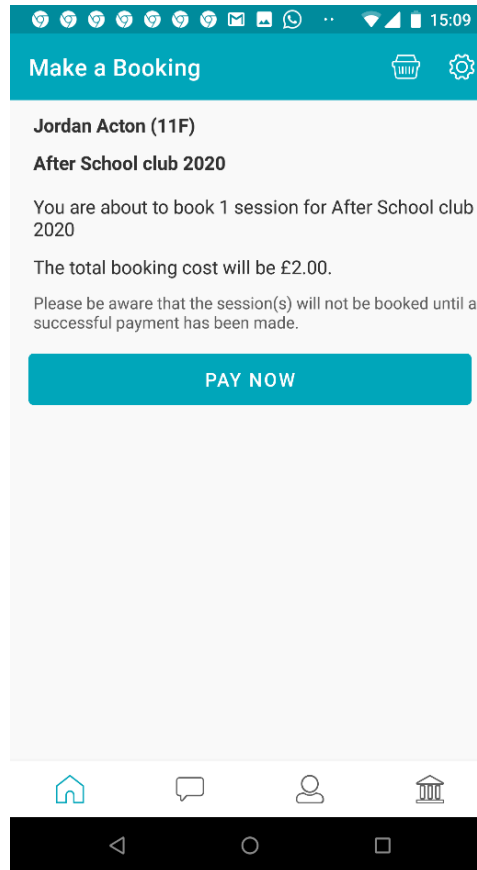 15:09
Make a Booking
Jordan Acton (11F)
After School club 2020
You are about to book 1 session for After School club
2020
The total booking cost will be £2.00.
Please be aware that the session(s) will not be booked until a
successful payment has been made.
PAY NOW